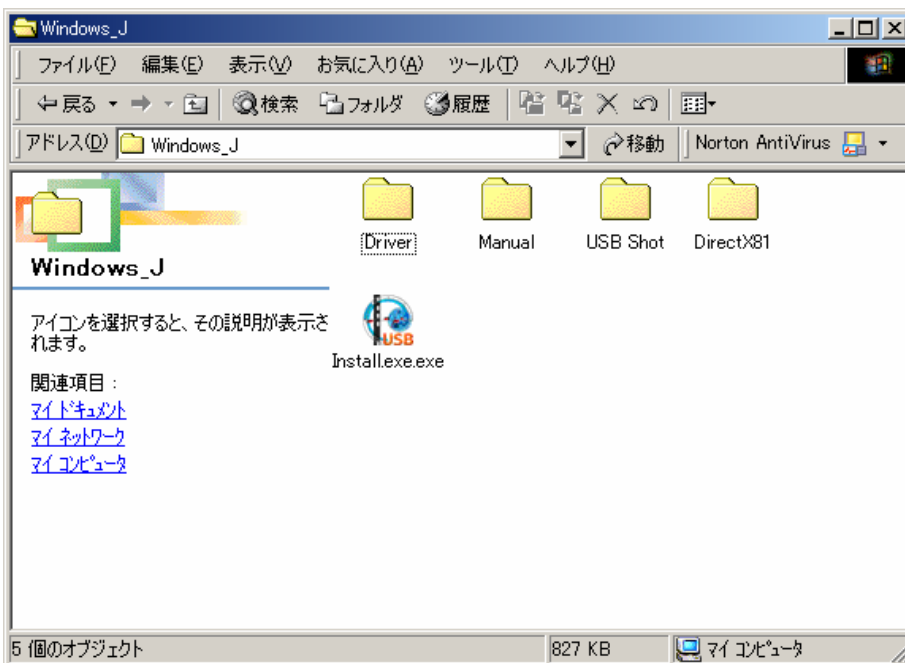 Windows_J
ファイル(F) 編集(E) 表示(V) お気に入り(A) ツール(T) ヘルプ(H)
戻る 検索 フォルダ 履歴
アドレス(D) Windows_J 移動 Norton AntiVirus
Driver Manual USB Shot DirectX81
Windows_J
アイコンを選択すると、その説明が表示さ
れます。
USB
Install.exe.exe
関連項目:
マイ ドキュメント
マイ ネットワーク
マイ コンピュータ
5 個のオブジェクト 827 KB マイ コンピュータ